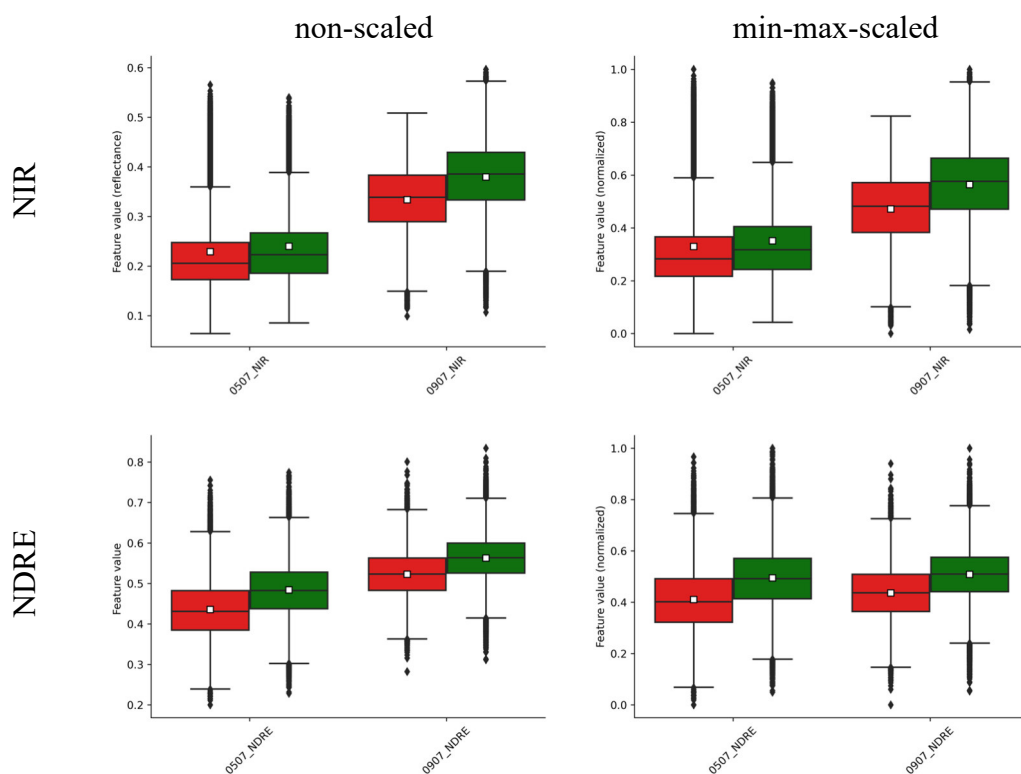 non-scaled
min-max-scaled
NIR
Feature value (reflectance)
0.6
0.5
0.4
0.3
0.2
0.1
0507_NIR
0907_NIR
Feature value (normalized)
1.0
0.8
0.6
0.4
0.2
0.0
0507_NIR
0907_NIR
NDRE
Feature value
0.8
0.7
0.6
0.5
0.4
0.3
0.2
0507_NDRE
0907_NDRE
Feature value (normalized)
1.0
0.8
0.6
0.4
0.2
0.0
0507_NDRE
0907_NDRE